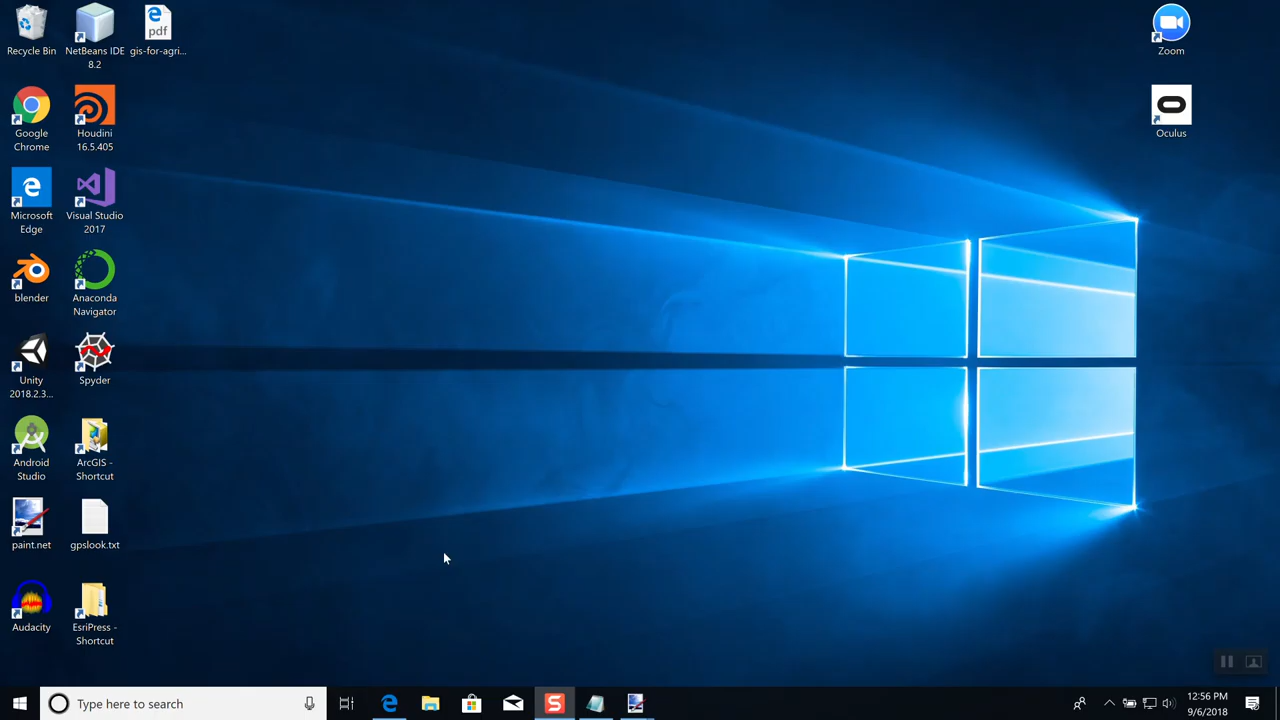 Recycle Bin
NetBeans IDE
8.2
pdf
gis-for-agri...
Zoom
Google
Chrome
Houdini
16.5.405
Oculus
Microsoft
Edge
Visual Studio
2017
blender
Anaconda
Navigator
Unity
2018.2.3...
Spyder
Android
Studio
ArcGIS -
Shortcut
paint.net
gpslook.txt
Audacity
EsriPress -
Shortcut
Type here to search
S
12:56 PM
9/6/2018